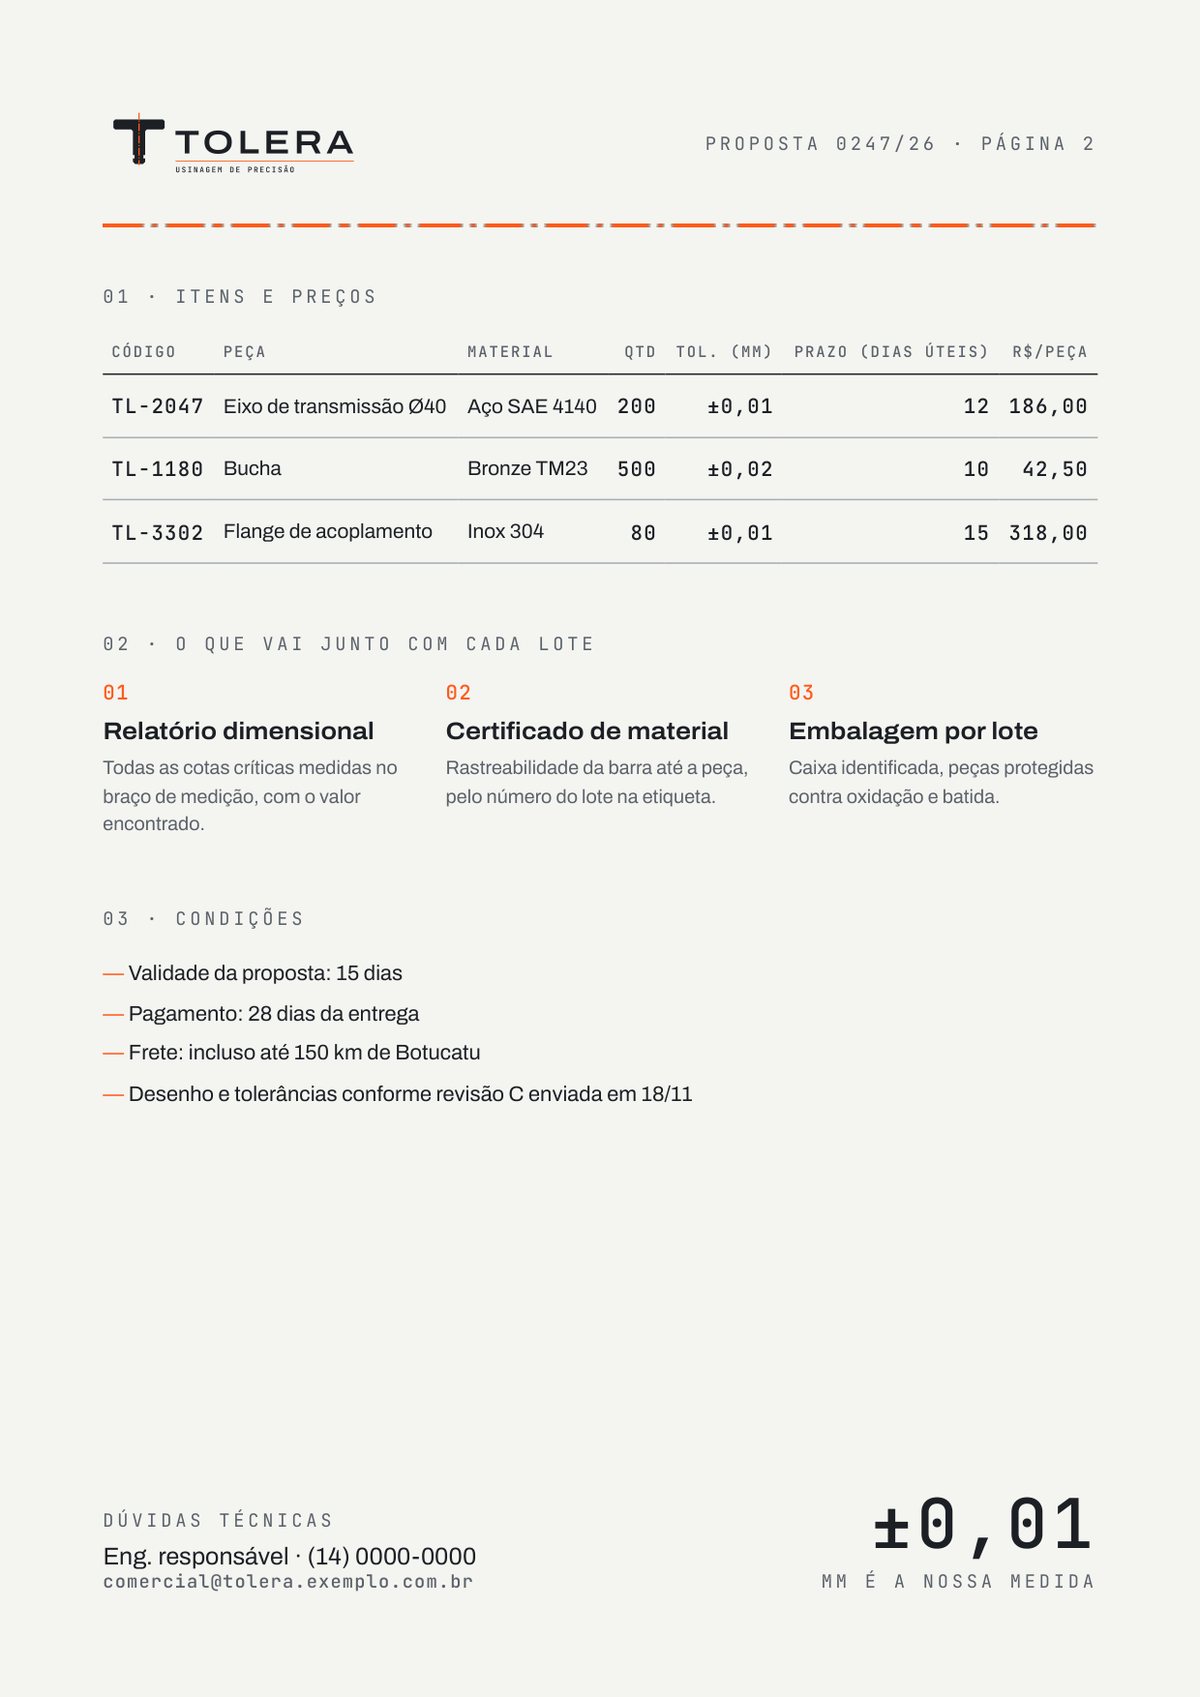 TOLERA
USINAGEM DE PRECISÃO
PROPOSTA 0247/26 · PÁGINA 2
01 · ITENS E PREÇOS
CÓDIGO PEÇA MATERIAL QTD TOL. (MM) PRAZO (DIAS ÚTEIS) R$/PEÇA
TL-2047 Eixo de transmissão Ø40 Aço SAE 4140 200 ±0,01 12 186,00
TL-1180 Bucha Bronze TM23 500 ±0,02 10 42,50
TL-3302 Flange de acoplamento Inox 304 80 ±0,01 15 318,00
02 · O QUE VAI JUNTO COM CADA LOTE
01
Relatório dimensional
Todas as cotas críticas medidas no
braço de medição, com o valor
encontrado.
02
Certificado de material
Rastreabilidade da barra até a peça,
pelo número do lote na etiqueta.
03
Embalagem por lote
Caixa identificada, peças protegidas
contra oxidação e batida.
03 · CONDIÇÕES
— Validade da proposta: 15 dias
— Pagamento: 28 dias da entrega
— Frete: incluso até 150 km de Botucatu
— Desenho e tolerâncias conforme revisão C enviada em 18/11
DÚVIDAS TÉCNICAS
Eng. responsável · (14) 0000-0000
comercial@tolera.exemplo.com.br
±0,01
MM É A NOSSA MEDIDA